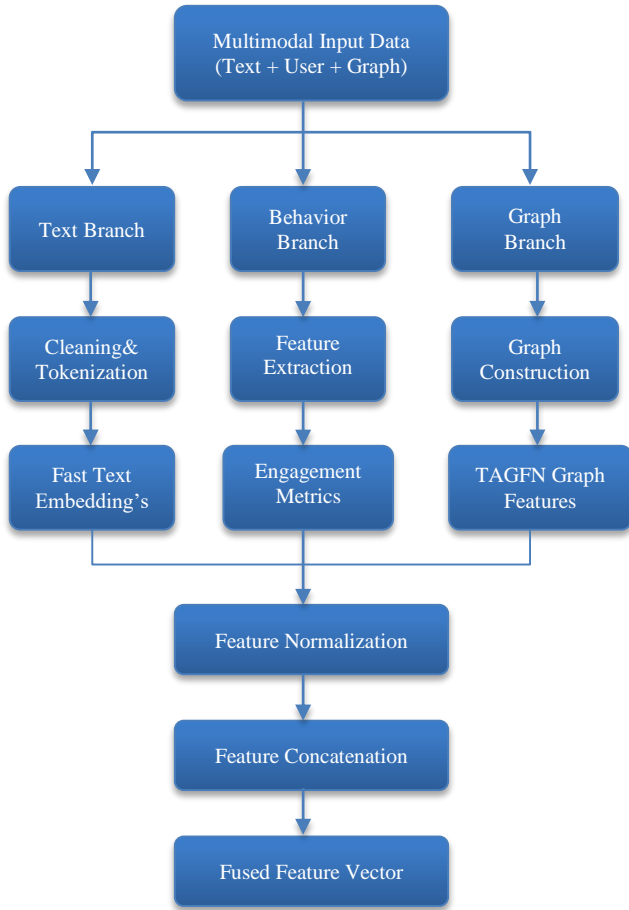 Multimodal Input Data
(Text + User + Graph)
Text Branch
Behavior
Branch
Graph
Branch
Cleaning&
Tokenization
Feature
Extraction
Graph
Construction
Fast Text
Embedding’s
Engagement
Metrics
TAGFN Graph
Features
Feature Normalization
Feature Concatenation
Fused Feature Vector